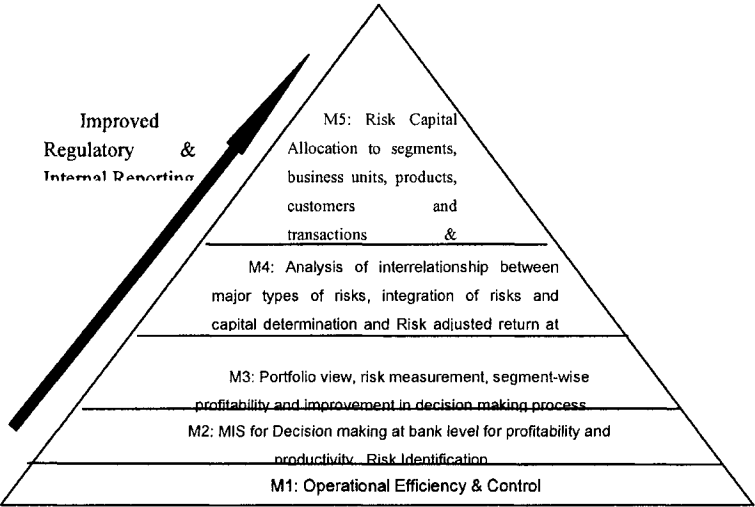 Improved
Regulatory &
Internal Reporting
M5: Risk Capital
Allocation to segments,
business units, products,
customers and
transactions &
M4: Analysis of interrelationship between
major types of risks, integration of risks and
capital determination and Risk adjusted return at
M3: Portfolio view, risk measurement, segment-wise
profitability and improvement in decision making process
M2: MIS for Decision making at bank level for profitability and
productivity, Risk Identification
M1: Operational Efficiency & Control